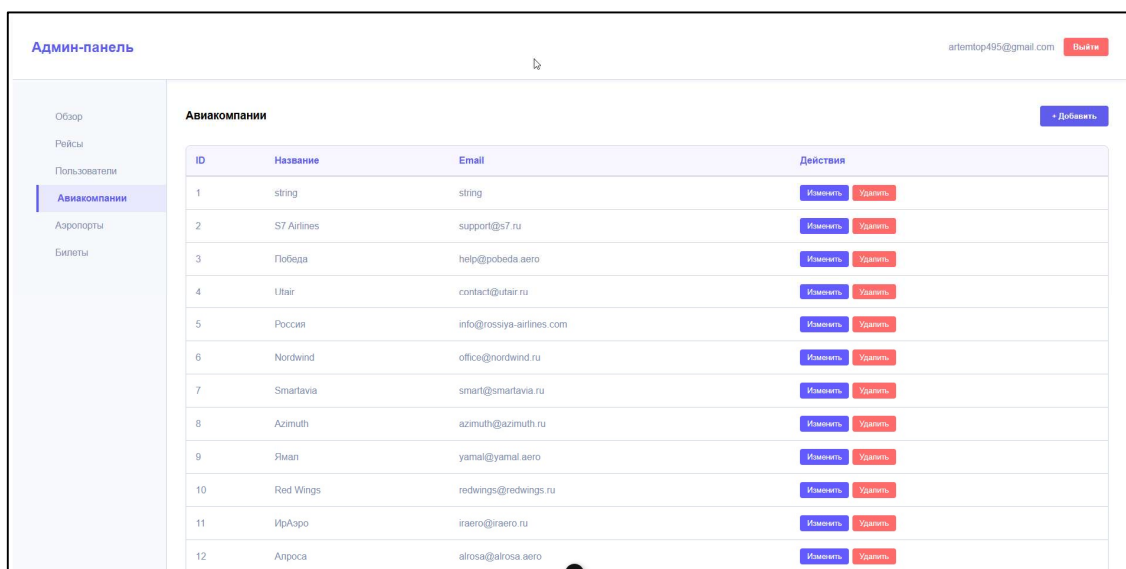 Админ-панель
artemtop495@gmail.com Выйти
Обзор
Рейсы
Пользователи
Авиакомпании
Аэропорты
Билеты
Авиакомпании + Добавить
ID Название Email Действия
1 string string Изменить Удалить
2 S7 Airlines support@s7.ru Изменить Удалить
3 Победа help@pobeda.aero Изменить Удалить
4 Utair contact@utair.ru Изменить Удалить
5 Россия info@rossiya-airlines.com Изменить Удалить
6 Nordwind office@nordwind.ru Изменить Удалить
7 Smartavia smart@smartavia.ru Изменить Удалить
8 Azimuth azimuth@azimuth.ru Изменить Удалить
9 Ямал yamal@yamal.aero Изменить Удалить
10 Red Wings redwings@redwings.ru Изменить Удалить
11 ИрАэро iraero@iraero.ru Изменить Удалить
12 Алроса alrosa@alrosa.aero Изменить Удалить